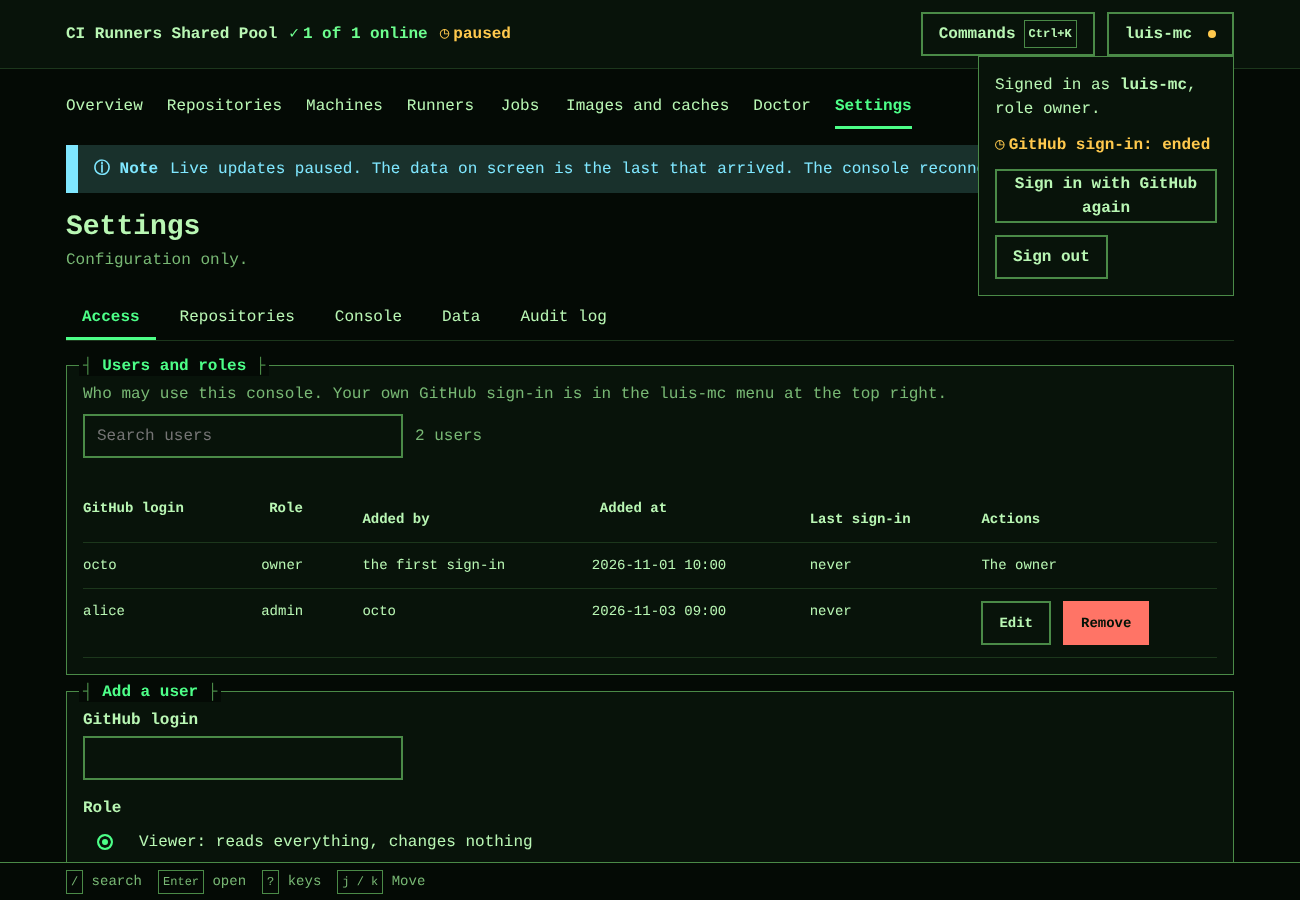 CI Runners Shared Pool ✓ 1 of 1 online ◷ paused
Commands Ctrl+K
luis-mc
Signed in as luis-mc,
role owner.
◷ GitHub sign-in: ended
Sign in with GitHub
again
Sign out
Overview Repositories Machines Runners Jobs Images and caches Doctor Settings
ⓘ Note Live updates paused. The data on screen is the last that arrived. The console
Settings
Configuration only.
Access Repositories Console Data Audit log
Users and roles
Who may use this console. Your own GitHub sign-in is in the luis-mc menu at the top right.
Search users 2 users
GitHub login Role Added by Added at Last sign-in Actions
octo owner the first sign-in 2026-11-01 10:00 never The owner
alice admin octo 2026-11-03 09:00 never Edit Remove
Add a user
GitHub login
Role
Viewer: reads everything, changes nothing
/ search Enter open ? keys j / k Move